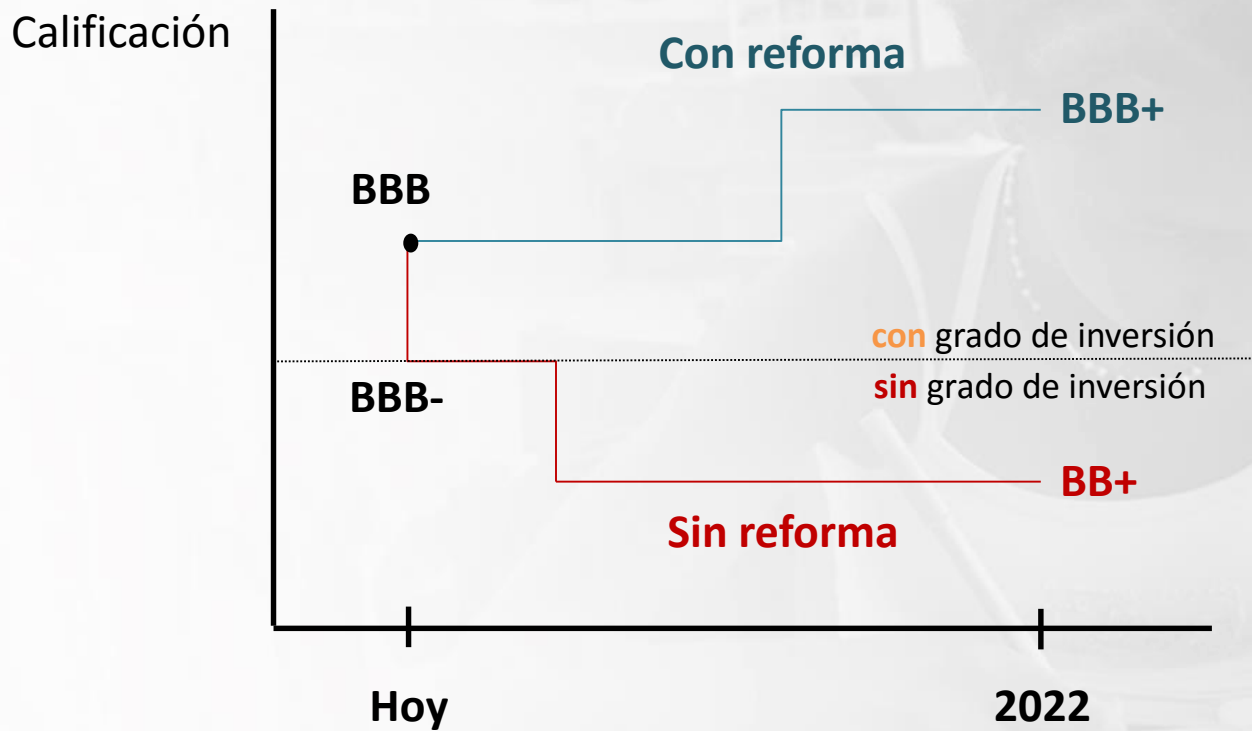 Calificación
Con reforma
BBB+
BBB
con grado de inversión
BBB-
sin grado de inversión
BB+
Sin reforma
Hoy
2022